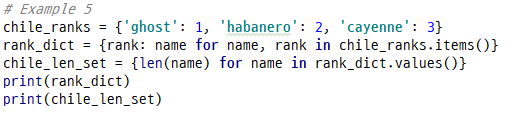 # Example 5
chile_ranks = {'ghost': 1, 'habanero': 2, 'cayenne': 3}
rank_dict = {rank: name for name, rank in chile_ranks.items()}
chile_len_set = {len(name) for name in rank_dict.values()}
print(rank_dict)
print(chile_len_set)